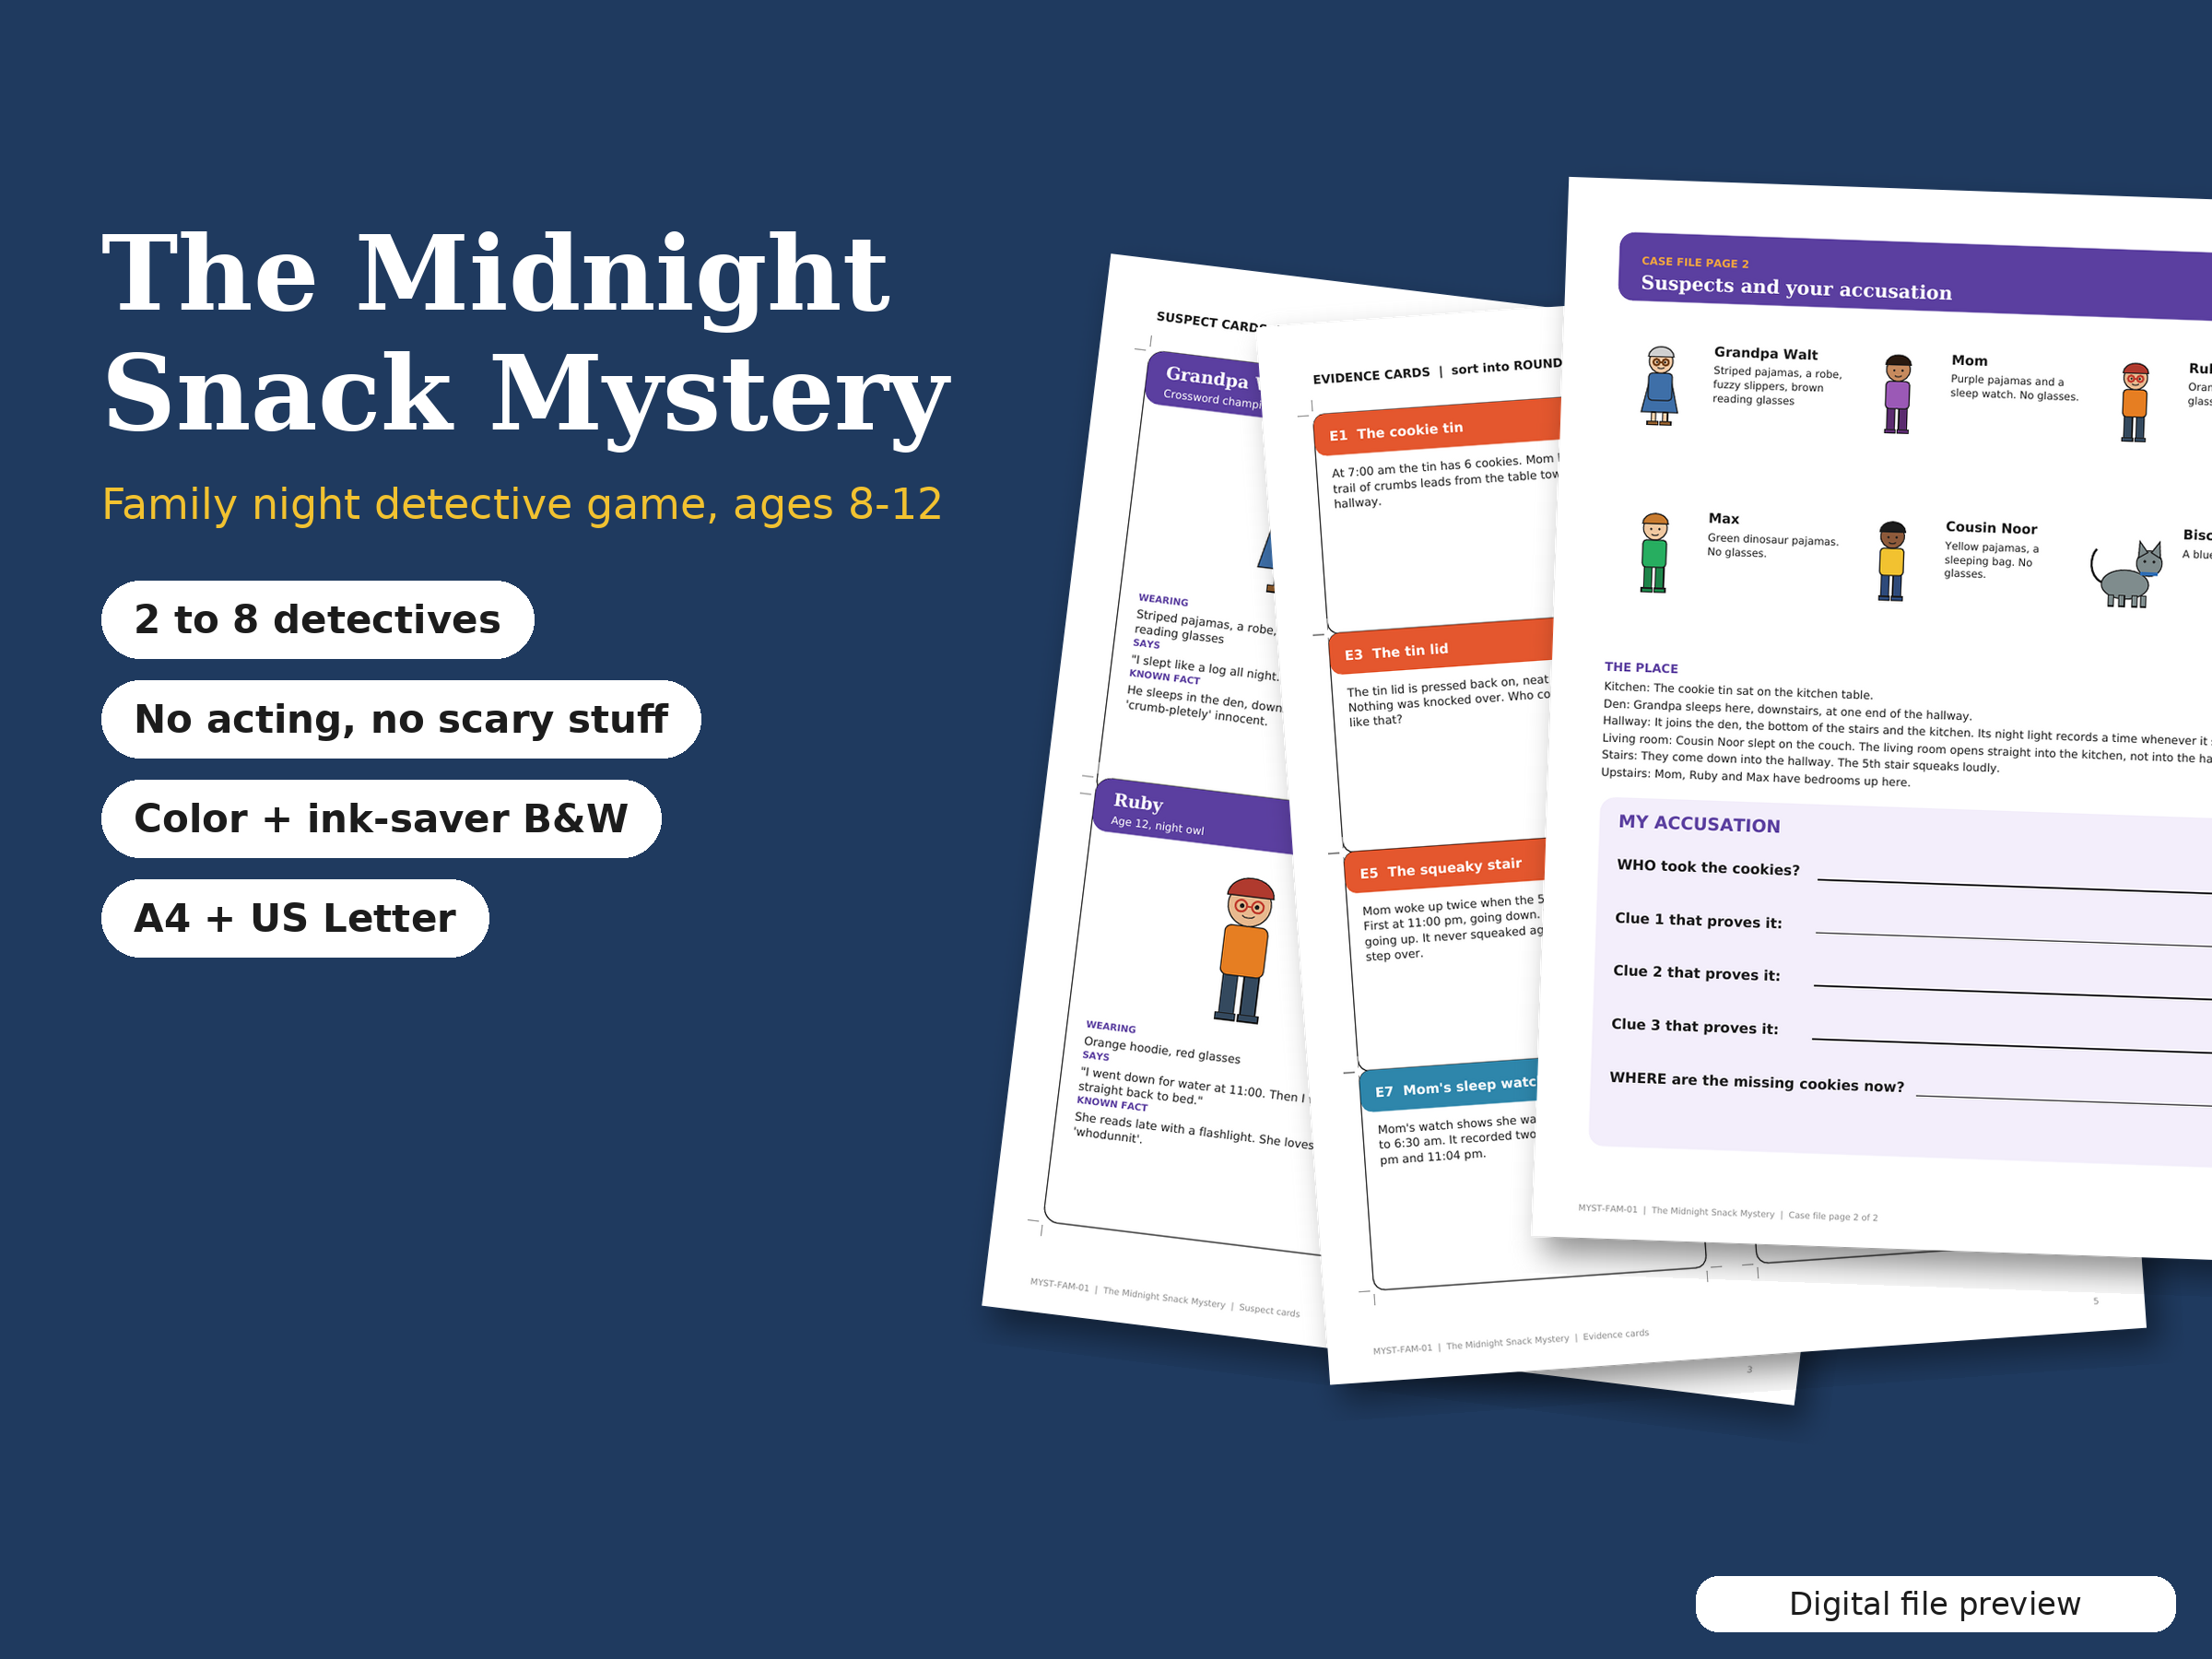 The Midnight
Snack Mystery
Family night detective game, ages 8-12
2 to 8 detectives
No acting, no scary stuff
Color + ink-saver B&W
A4 + US Letter
SUSPECT CARDS
Grandpa
Crossword
WEARING
Striped pajamas, a robe,
reading glasses
SAYS
"I slept like a log all night.
KNOWN FACT
He sleeps in the den,
'crumb-pletely' innocent.
Ruby
Age 12, night owl
WEARING
Orange hoodie, red glasses
SAYS
"I went down for water at 11:00. Then I
straight back to bed."
KNOWN FACT
She reads late with a flashlight. She loves
'whodunnit'.
MYST-FAM-01 | The Midnight Snack Mystery | Suspect cards
3
EVIDENCE CARDS | sort into ROUND
E1 The cookie tin
At 7:00 am the tin has 6 cookies. Mom
trail of crumbs leads from the table
hallway.
E3 The tin lid
The tin lid is pressed back on, neat
Nothing was knocked over. Who
like that?
E5 The squeaky stair
Mom woke up twice when the 5
First at 11:00 pm, going down.
going up. It never squeaked
step over.
E7 Mom's sleep
Mom's watch shows she
to 6:30 am. It recorded two
pm and 11:04 pm.
MYST-FAM-01 | The Midnight Snack Mystery | Evidence cards
5
CASE FILE PAGE 2
Suspects and your accusation
Grandpa Walt
Striped pajamas, a robe,
fuzzy slippers, brown
reading glasses
Mom
Purple pajamas and a
sleep watch. No glasses.
Max
Green dinosaur pajamas.
No glasses.
Cousin Noor
Yellow pajamas, a
sleeping bag. No
glasses.
A
THE PLACE
Kitchen: The cookie tin sat on the kitchen table.
Den: Grandpa sleeps here, downstairs, at one end of the hallway.
Hallway: It joins the den, the bottom of the stairs and the kitchen. Its night light records a time whenever it
Living room: Cousin Noor slept on the couch. The living room opens straight into the kitchen, not into the
Stairs: They come down into the hallway. The 5th stair squeaks loudly.
Upstairs: Mom, Ruby and Max have bedrooms up here.
MY ACCUSATION
WHO took the cookies?
Clue 1 that proves it:
Clue 2 that proves it:
Clue 3 that proves it:
WHERE are the missing cookies now?
MYST-FAM-01 | The Midnight Snack Mystery | Case file page 2 of 2
Digital file preview